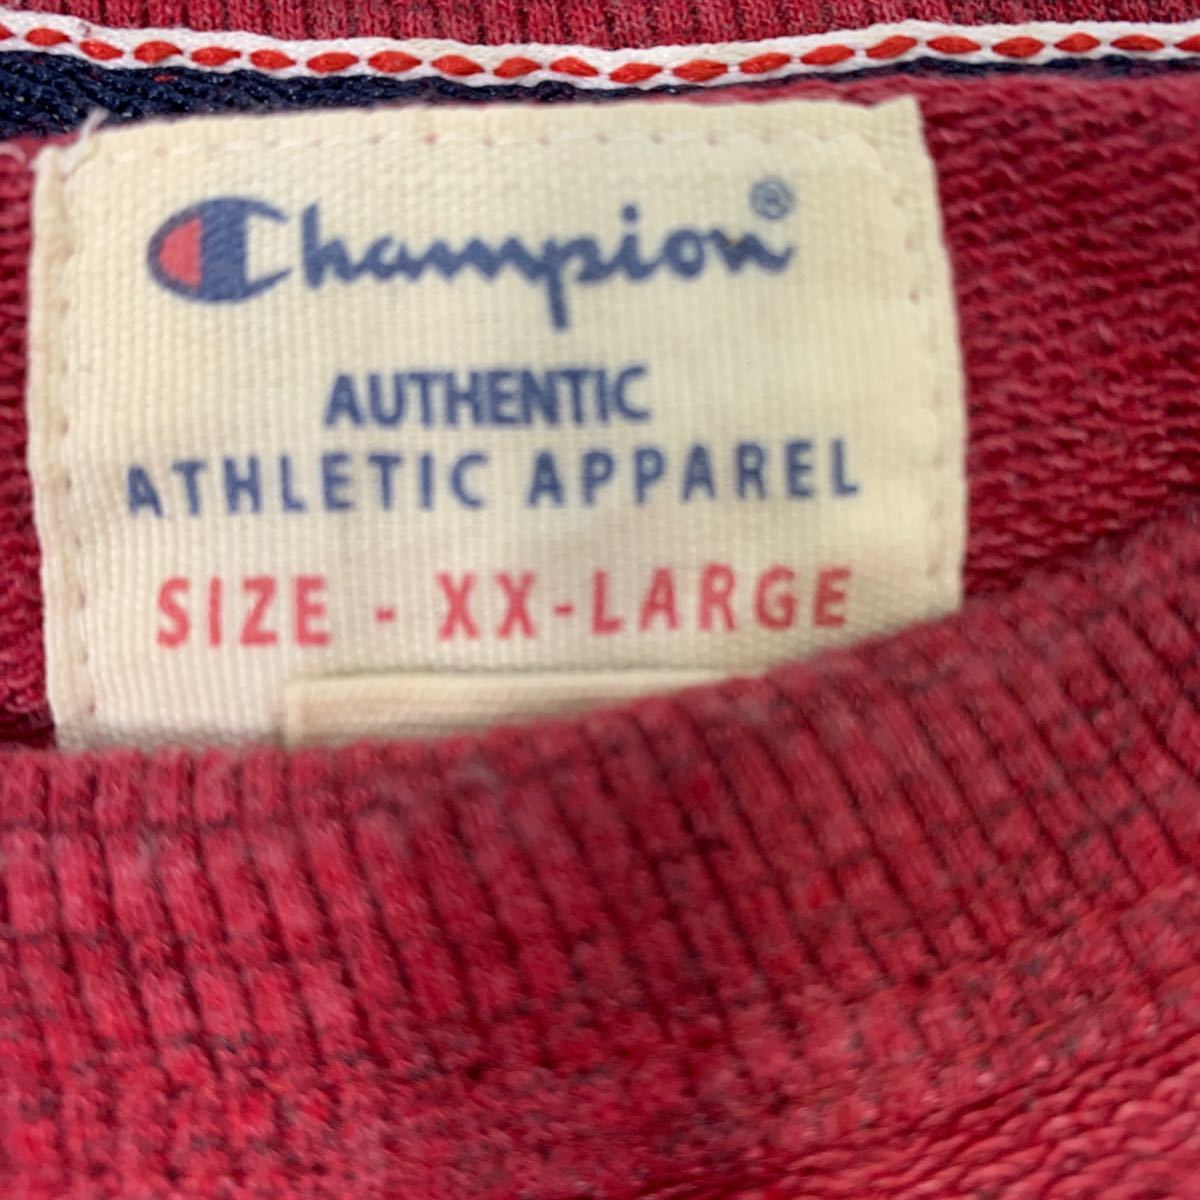 Champion®
AUTHENTIC
ATHLETIC APPAREL
SIZE - XX-LARGE